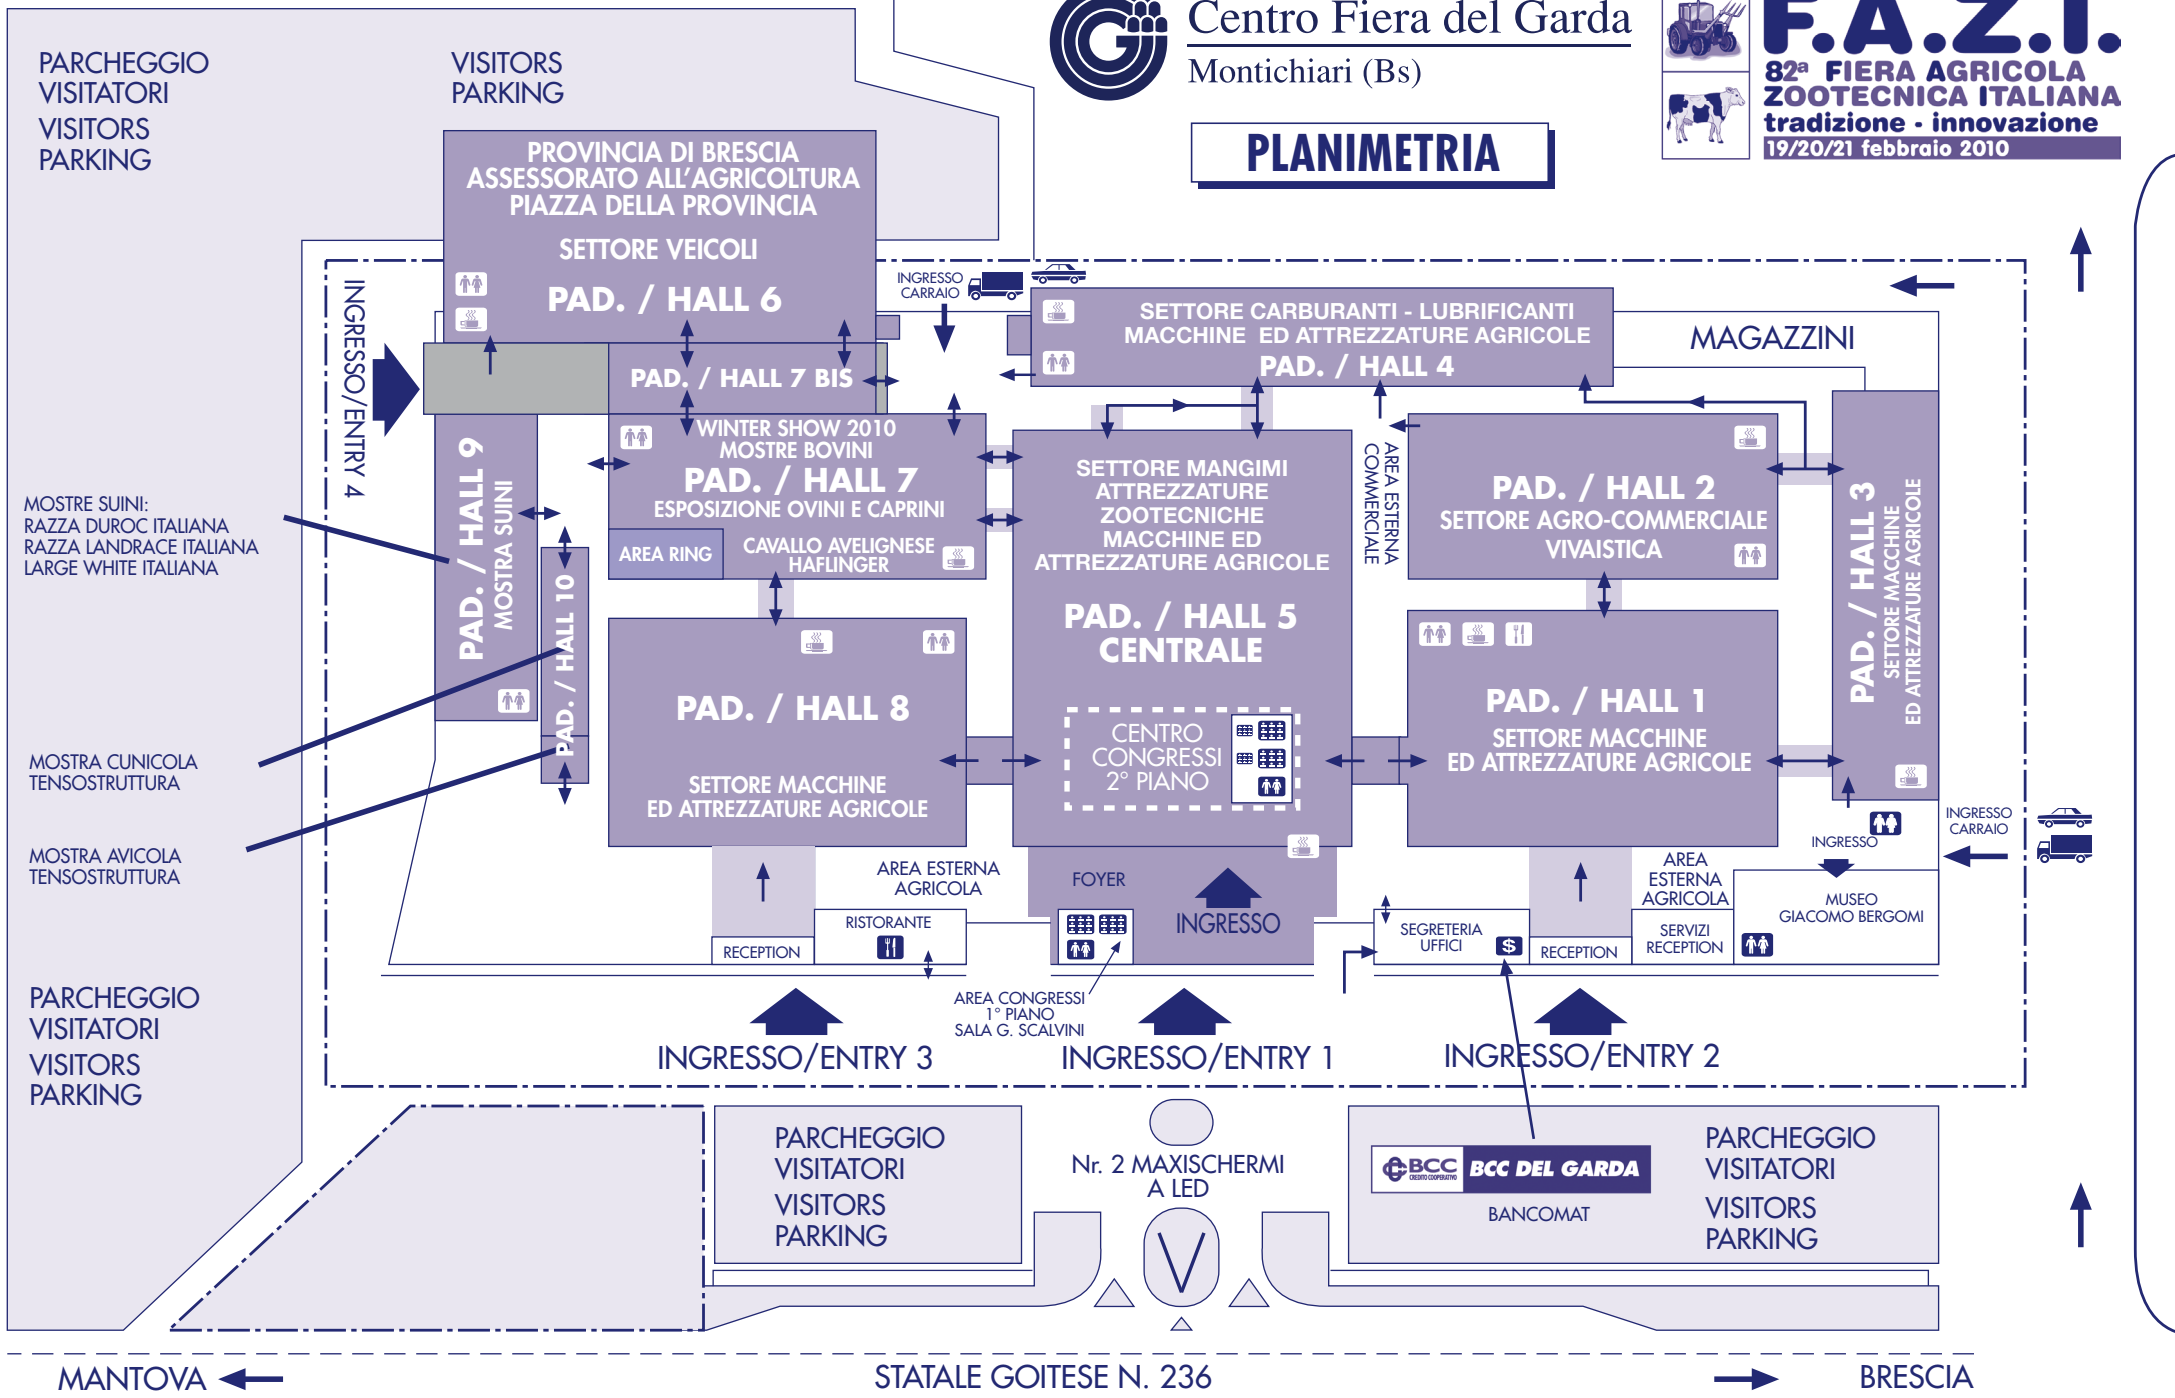 Centro Fiera del Garda
Montichiari (Bs)
F.A.Z.I.
82ª FIERA AGRICOLA
ZOOTECNICA ITALIANA
tradizione - innovazione
19/20/21 febbraio 2010
PLANIMETRIA
PARCHEGGIO
VISITATORI
VISITORS
PARKING
VISITORS
PARKING
PROVINCIA DI BRESCIA
ASSESSORATO ALL'AGRICOLTURA
PIAZZA DELLA PROVINCIA
SETTORE VEICOLI
PAD. / HALL 6
INGRESSO
CARRAIO
INGRESSO/ENTRY 4
SETTORE CARBURANTI - LUBRIFICANTI
MACCHINE ED ATTREZZATURE AGRICOLE
PAD. / HALL 4
MAGAZZINI
PAD. / HALL 7 BIS
WINTER SHOW 2010
MOSTRE BOVINI
PAD. / HALL 7
ESPOSIZIONE OVINI E CAPRINI
AREA RING
CAVALLO AVELIGNESE
HAFLINGER
PAD. / HALL 9
MOSTRA SUINI
PAD. / HALL 10
MOSTRE SUINI:
RAZZA DUROC ITALIANA
RAZZA LANDRACE ITALIANA
LARGE WHITE ITALIANA
SETTORE MANGIMI
ATTREZZATURE
ZOOTECNICHE
MACCHINE ED
ATTREZZATURE AGRICOLE
PAD. / HALL 5
CENTRALE
CENTRO
CONGRESSI
2° PIANO
AREA ESTERNA
COMMERCIALE
PAD. / HALL 2
SETTORE AGRO-COMMERCIALE
VIVAISTICA
PAD. / HALL 3
SETTORE MACCHINE
ED ATTREZZATURE AGRICOLE
PAD. / HALL 8
SETTORE MACCHINE
ED ATTREZZATURE AGRICOLE
PAD. / HALL 1
SETTORE MACCHINE
ED ATTREZZATURE AGRICOLE
MOSTRA CUNICOLA
TENSOSTRUTTURA
MOSTRA AVICOLA
TENSOSTRUTTURA
INGRESSO
CARRAIO
INGRESSO
MUSEO
GIACOMO BERGOMI
AREA ESTERNA
AGRICOLA
FOYER
INGRESSO
AREA
ESTERNA
AGRICOLA
RECEPTION
RISTORANTE
SEGRETERIA
UFFICI
$
RECEPTION
SERVIZI
RECEPTION
AREA CONGRESSI
1° PIANO
SALA G. SCALVINI
PARCHEGGIO
VISITATORI
VISITORS
PARKING
INGRESSO/ENTRY 3
INGRESSO/ENTRY 1
INGRESSO/ENTRY 2
PARCHEGGIO
VISITATORI
VISITORS
PARKING
Nr. 2 MAXISCHERMI
A LED
BCC
CREDITO COOPERATIVO
BCC DEL GARDA
BANCOMAT
PARCHEGGIO
VISITATORI
VISITORS
PARKING
MANTOVA
STATALE GOITESE N. 236
BRESCIA